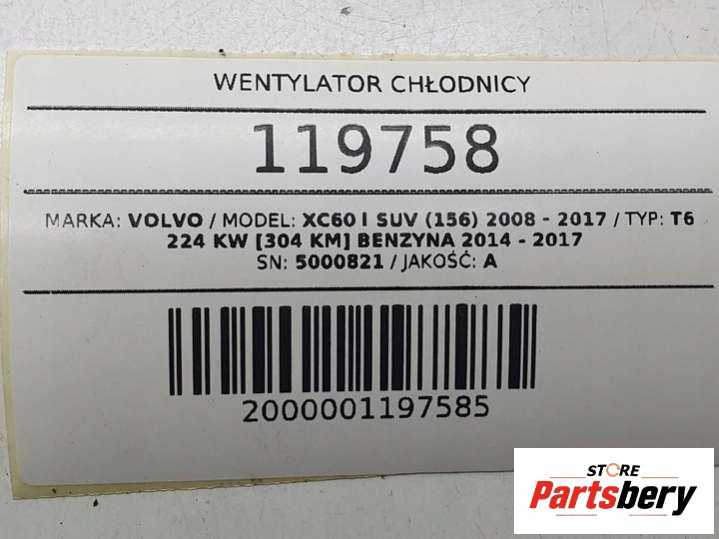 WENTYLATOR CHŁODNICY
119758
MARKA: VOLVO / MODEL: XC60 I SUV (156) 2008 - 2017 / TYP: T6
224 KW [304 KM] BENZYNA 2014 - 2017
SN: 5000821 / JAKOŚĆ: A
2000001197585
STORE
Partsbery